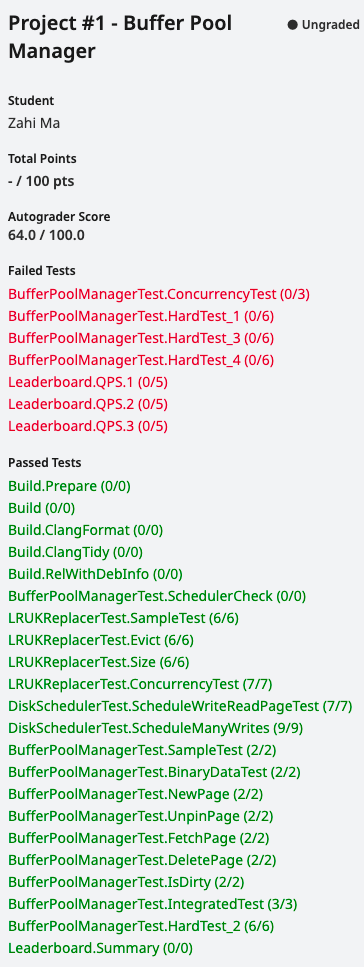 Project #1 - Buffer Pool
Manager
Ungraded
Student
Zahi Ma
Total Points
- / 100 pts
Autograder Score
64.0 / 100.0
Failed Tests
BufferPoolManagerTest.ConcurrencyTest (0/3)
BufferPoolManagerTest.HardTest_1 (0/6)
BufferPoolManagerTest.HardTest_3 (0/6)
BufferPoolManagerTest.HardTest_4 (0/6)
Leaderboard.QPS.1 (0/5)
Leaderboard.QPS.2 (0/5)
Leaderboard.QPS.3 (0/5)
Passed Tests
Build.Prepare (0/0)
Build (0/0)
Build.ClangFormat (0/0)
Build.ClangTidy (0/0)
Build.RelWithDebInfo (0/0)
BufferPoolManagerTest.SchedulerCheck (0/0)
LRUKReplacerTest.SampleTest (6/6)
LRUKReplacerTest.Evict (6/6)
LRUKReplacerTest.Size (6/6)
LRUKReplacerTest.ConcurrencyTest (7/7)
DiskSchedulerTest.ScheduleWriteReadPageTest (7/7)
DiskSchedulerTest.ScheduleManyWrites (9/9)
BufferPoolManagerTest.SampleTest (2/2)
BufferPoolManagerTest.BinaryDataTest (2/2)
BufferPoolManagerTest.NewPage (2/2)
BufferPoolManagerTest.UnpinPage (2/2)
BufferPoolManagerTest.FetchPage (2/2)
BufferPoolManagerTest.DeletePage (2/2)
BufferPoolManagerTest.IsDirty (2/2)
BufferPoolManagerTest.IntegratedTest (3/3)
BufferPoolManagerTest.HardTest_2 (6/6)
Leaderboard.Summary (0/0)